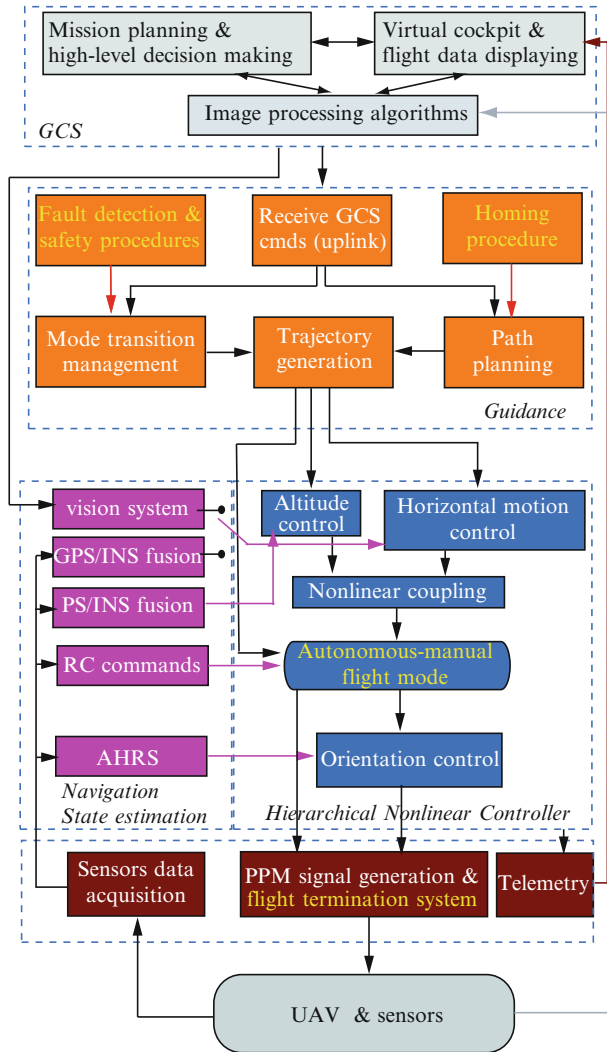 Mission planning &
high-level decision making
Virtual cockpit &
flight data displaying
Image processing algorithms
GCS
Fault detection &
safety procedures
Receive GCS
cmds (uplink)
Homing
procedure
Mode transition
management
Trajectory
generation
Path
planning
Guidance
vision system
GPS/INS fusion
PS/INS fusion
RC commands
AHRS
Navigation
State estimation
Altitude
control
Horizontal motion
control
Nonlinear coupling
Autonomous-manual
flight mode
Orientation control
Hierarchical Nonlinear Controller
Sensors data
acquisition
PPM signal generation &
flight termination system
Telemetry
UAV & sensors